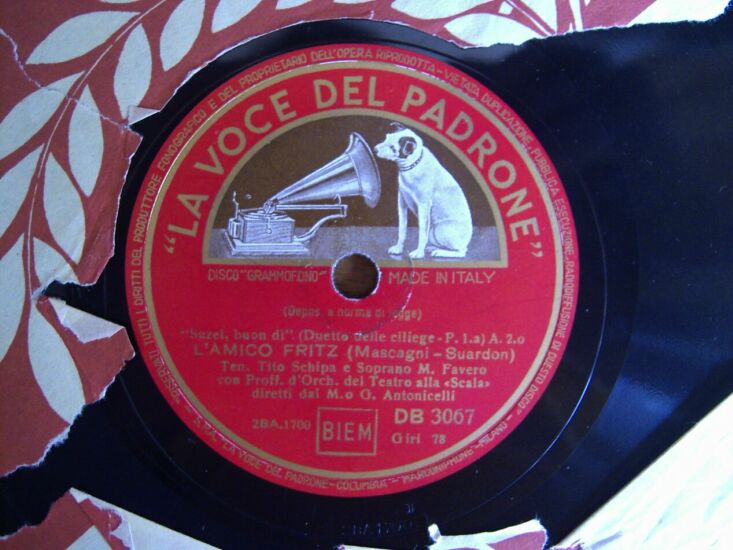 RISERVATI TUTTI I DIRITTI DEL PRODUTTORE FONOGRAFICO E DEL PROPRIETARIO DELL'OPERA RIPRODOTTA - VIETATA DUPLICAZIONE, PUBBLICA ESECUZIONE, RADIODIFFUSIONE DI QUESTO DISCO
"LA VOCE DEL PADRONE"
DISCO "GRAMMOFONO" MADE IN ITALY
(Depos. a norma di legge)
"Suzel, buon dì". (Duetto delle ciliege - P. 1.a) A. 2.o
L'AMICO FRITZ (Mascagni - Suardon)
Ten. Tito Schipa e Soprano M. Favero
con Proff. d'Orch. del Teatro alla «Scala»
diretti dal M.o G. Antonicelli
2BA.1700 BIEM DB 3067
Giri 78
S.P.A. "LA VOCE DEL PADRONE - COLUMBIA - MARCONIPHONE" - MILANO